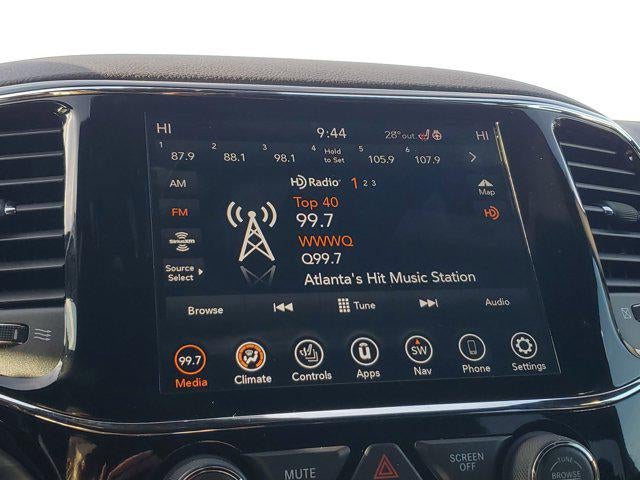 HI 9:44 28° out. HI
1 87.9 2 88.1 3 98.1 4 Hold to Set 5 105.9 6 107.9
AM
HD Radio 1 2 3
Map
FM
Top 40
99.7
HD
SiriusXM
WWWQ
Q99.7
Source
Select
Atlanta's Hit Music Station
Browse Tune Audio
99.7 U SW
Media Climate Controls Apps Nav Phone Settings
MUTE
SCREEN
OFF
TUNE
BROWSE